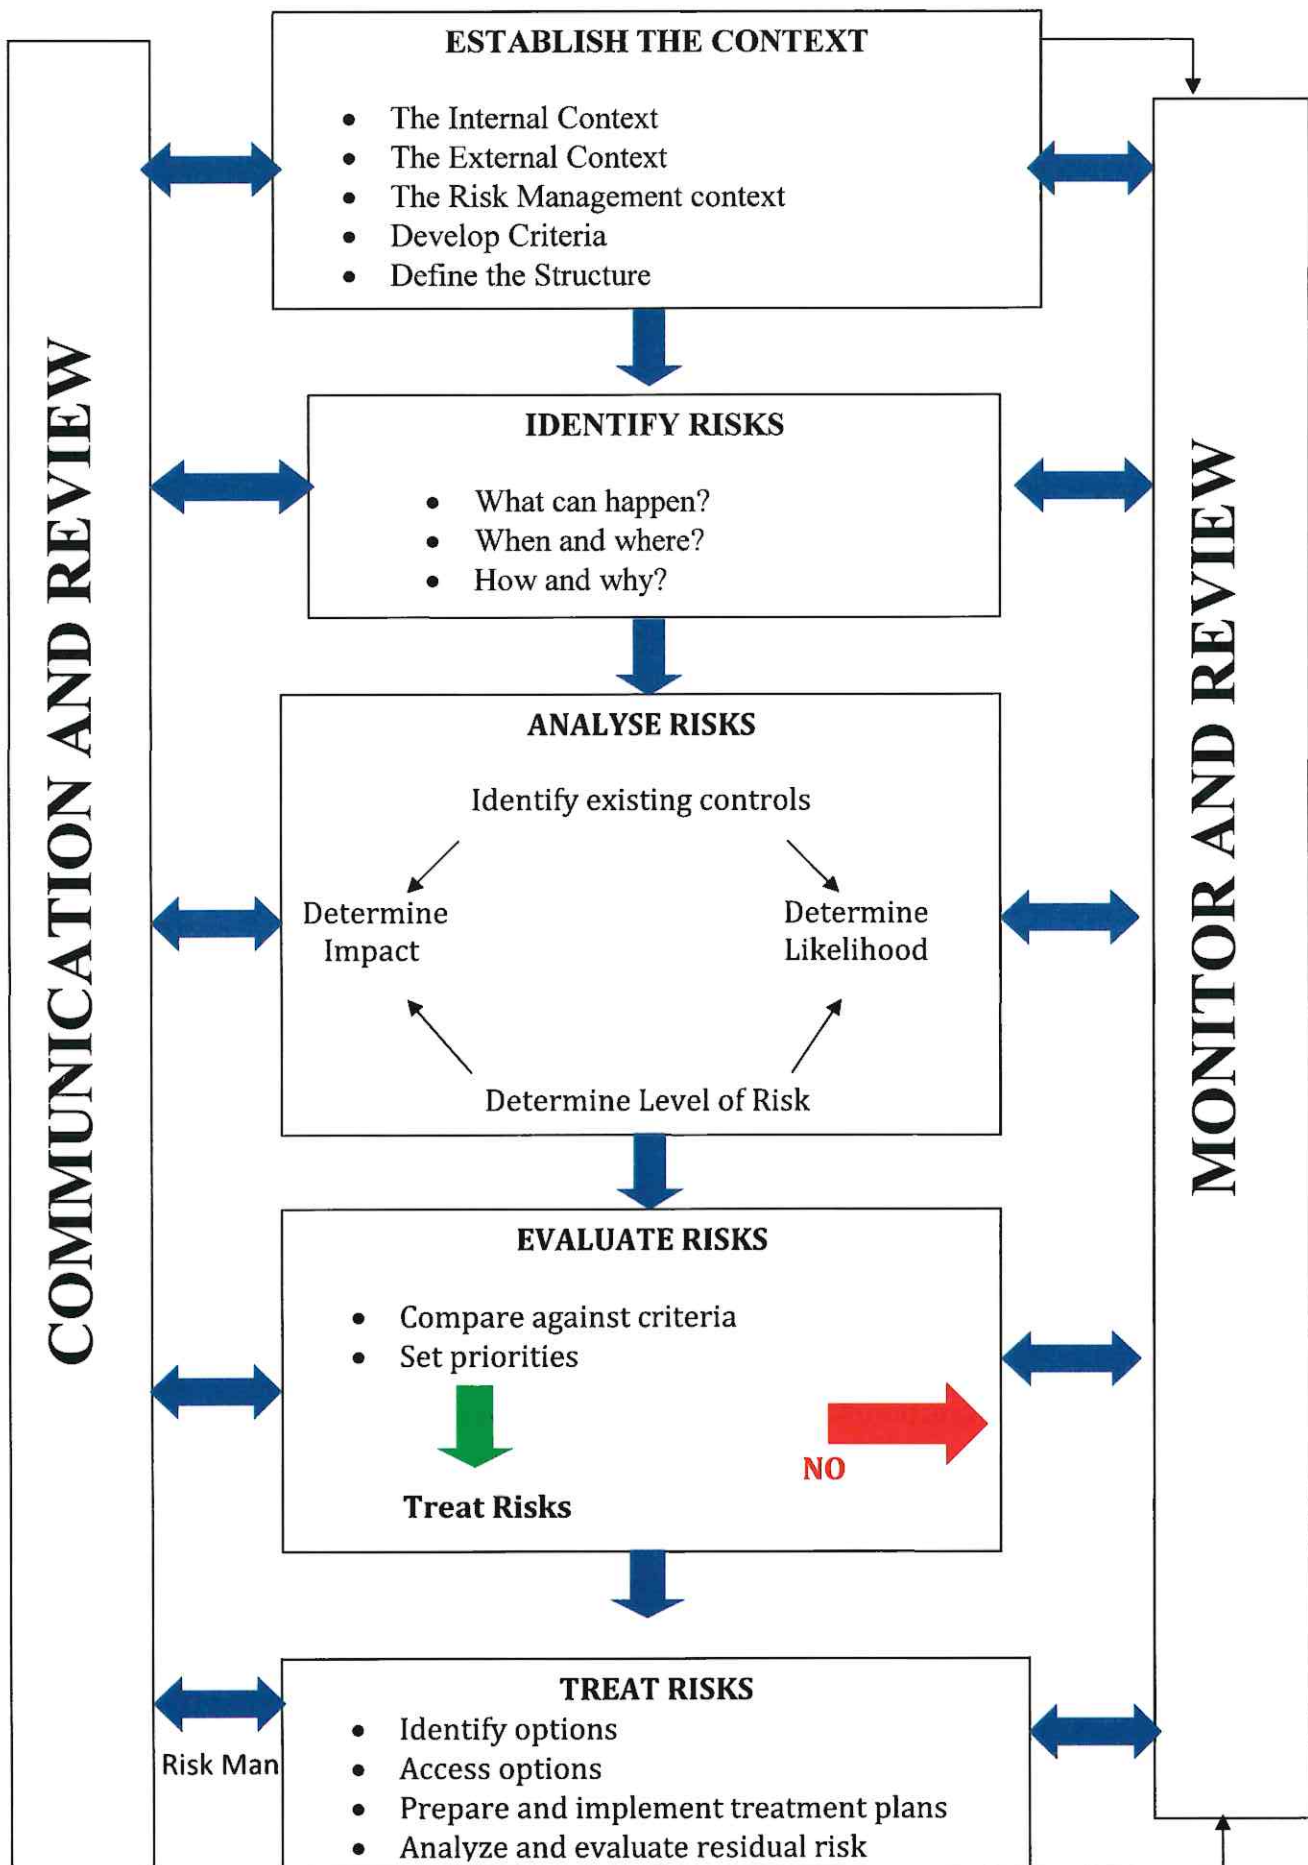 ESTABLISH THE CONTEXT
• The Internal Context
• The External Context
• The Risk Management context
• Develop Criteria
• Define the Structure
COMMUNICATION AND REVIEW
MONITOR AND REVIEW
IDENTIFY RISKS
• What can happen?
• When and where?
• How and why?
ANALYSE RISKS
Identify existing controls
Determine
Impact
Determine
Likelihood
Determine Level of Risk
EVALUATE RISKS
• Compare against criteria
• Set priorities
NO
Treat Risks
TREAT RISKS
• Identify options
Risk Man
• Access options
• Prepare and implement treatment plans
• Analyze and evaluate residual risk